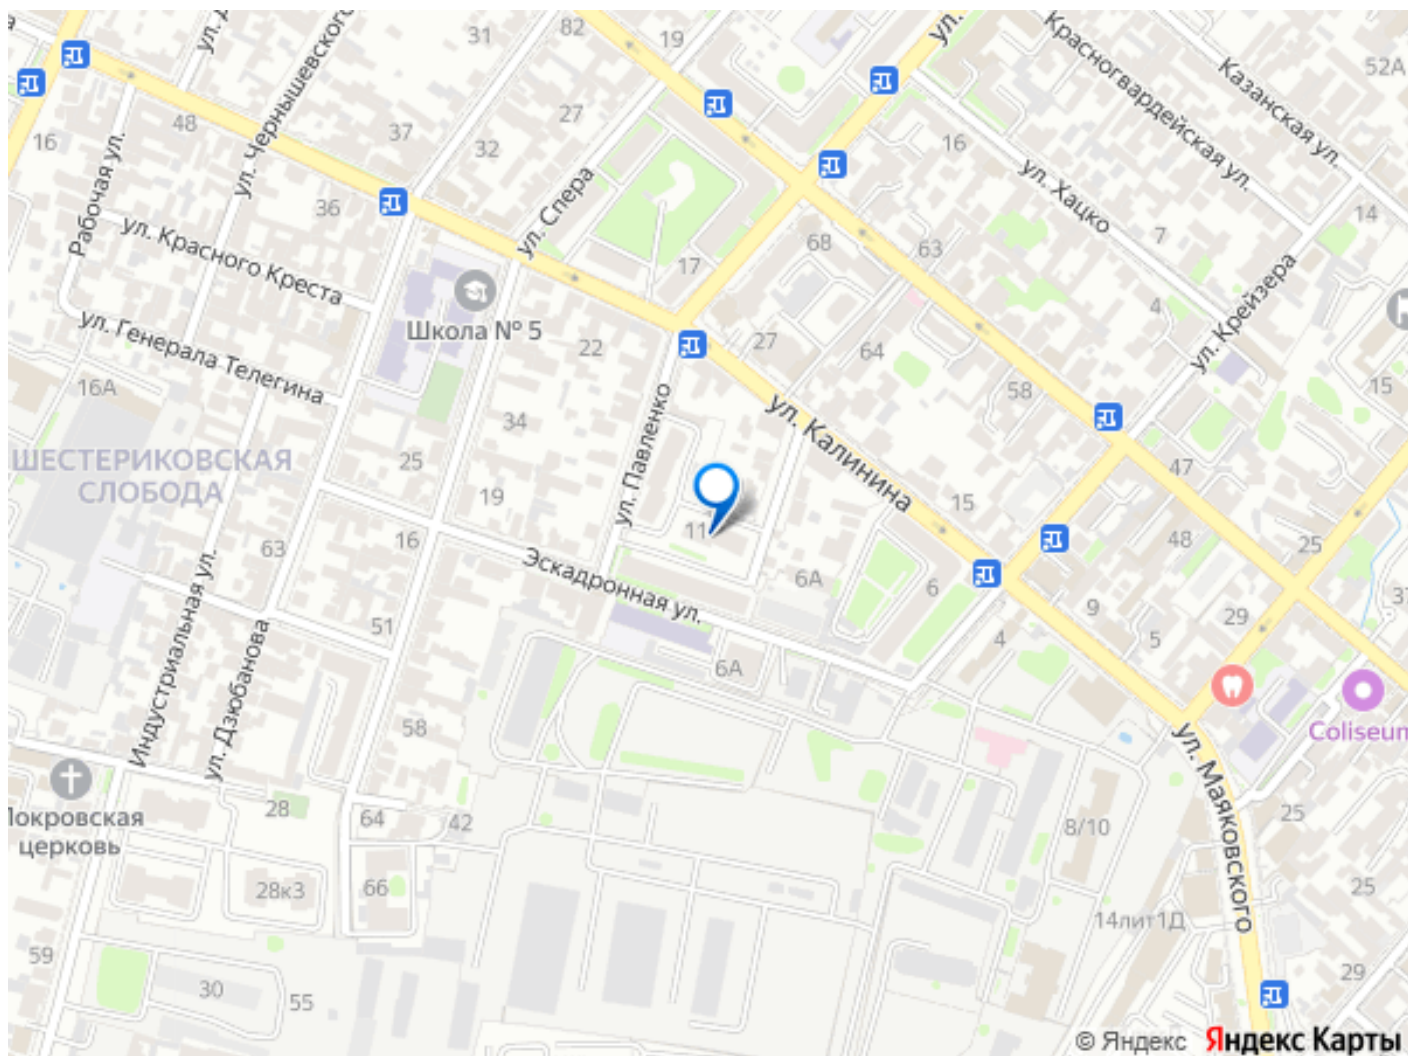 82
19
ул.
31
52А
Красногвардейская ул.
Казанская ул.
ул. Чернышевского
27
16
48
37
32
16
Рабочая ул.
ул. Спера
ул. Хацко
14
36
ул. Красного Креста
68
63
7
17
4
ул. Крейзера
Школа № 5
ул. Генерала Телегина
22
27
64
16А
58
15
ул. Павленко
ул. Калинина
34
ШЕСТЕРИКОВСКАЯ
СЛОБОДА
25
19
47
15
11
16
63
48
25
Эскадронная ул.
6А
6
9
29
Индустриальная ул.
51
5
4
ул. Дзюбанова
6А
58
Coliseum
ул. Маяковского
28
64
42
Покровская
церковь
8/10
25
28к3
66
25
14лит1Д
59
30
55
29
© Яндекс Яндекс Карты